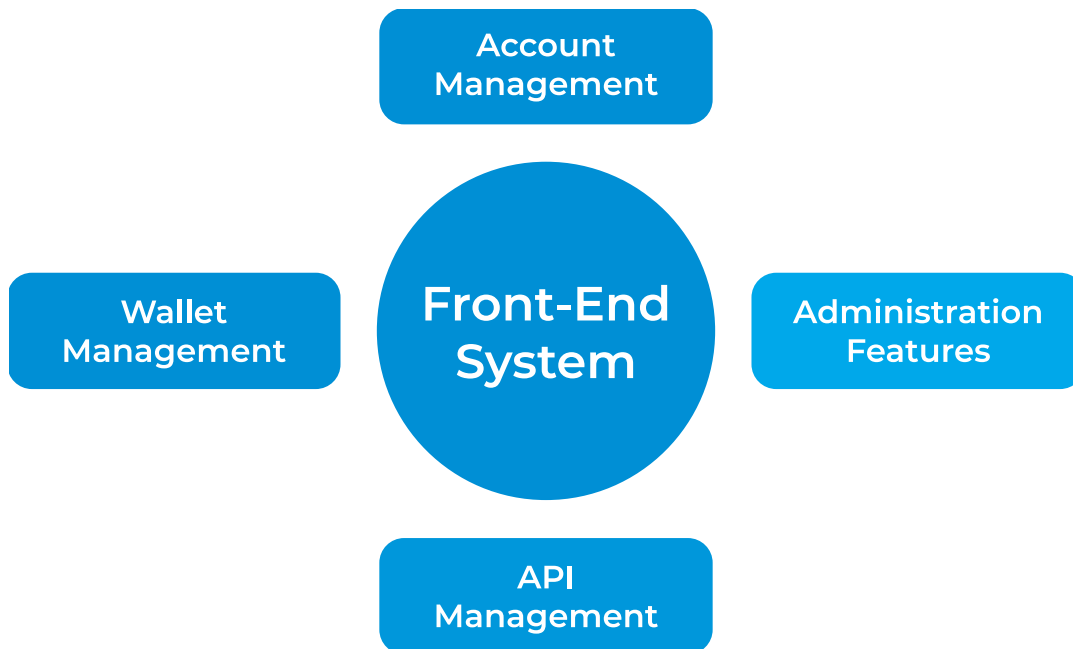 Account
Management
Wallet
Management
Front-End
System
Administration
Features
API
Management